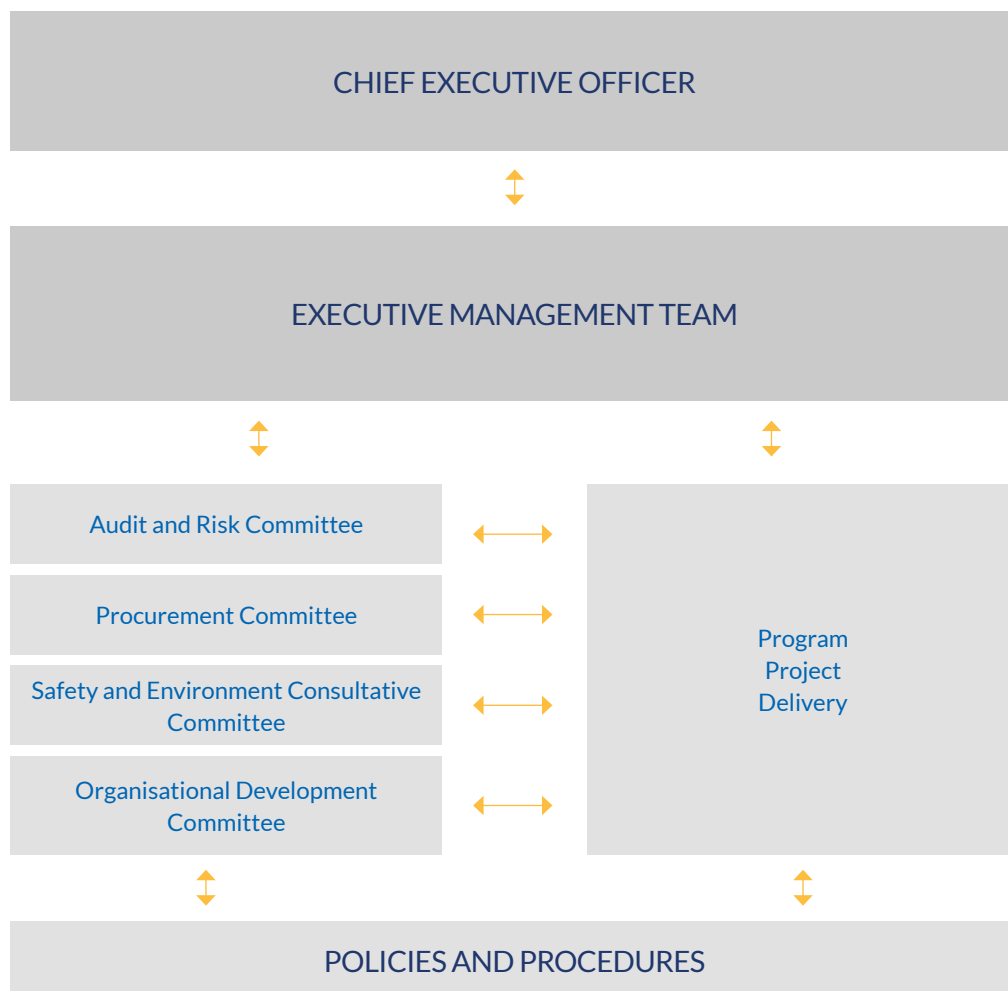 CHIEF EXECUTIVE OFFICER
EXECUTIVE MANAGEMENT TEAM
Audit and Risk Committee
Procurement Committee
Safety and Environment Consultative
Committee
Organisational Development
Committee
Program
Project
Delivery
POLICIES AND PROCEDURES